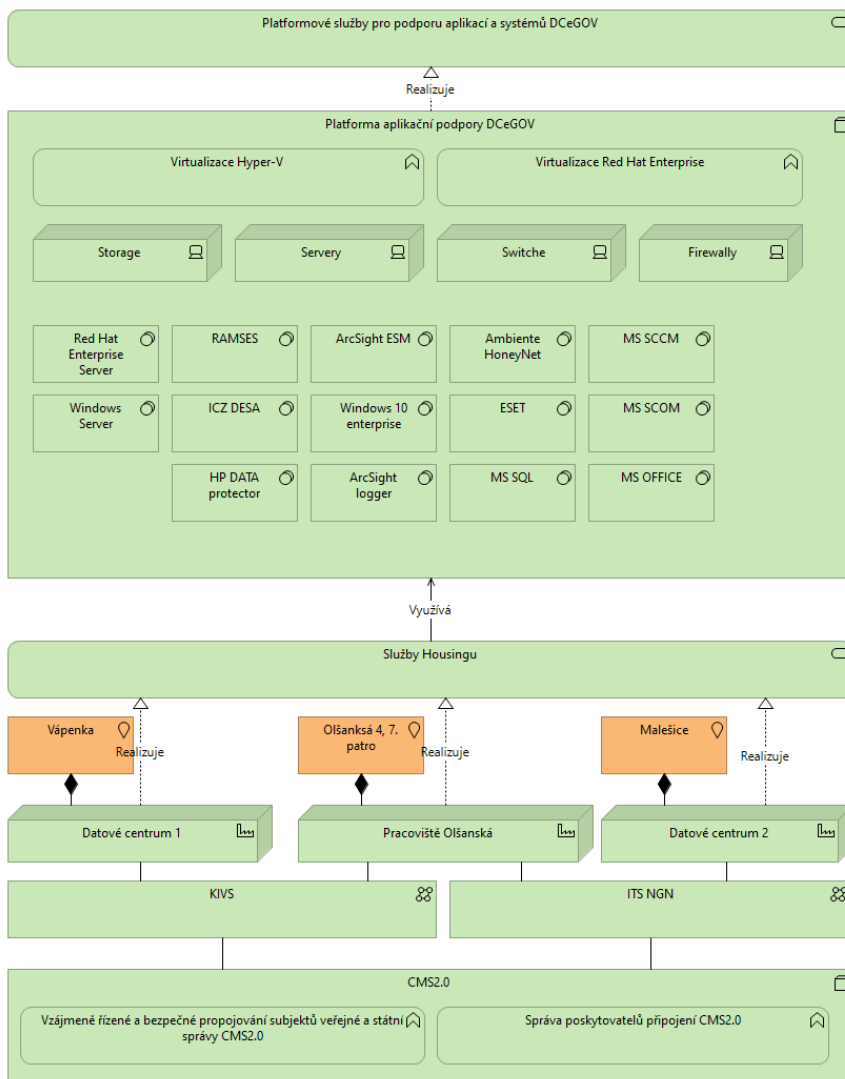 Platformové služby pro podporu aplikací a systémů DCeGOV
Realizuje
Platforma aplikační podpory DCeGOV
Virtualizace Hyper-V
Virtualizace Red Hat Enterprise
Storage
Servery
Switche
Firewally
Red Hat
Enterprise
Server
RAMSES
ArcSight ESM
Ambiente
HoneyNet
MS SCCM
Windows
Server
ICZ DESA
Windows 10
enterprise
ESET
MS SCOM
HP DATA
protector
ArcSight
logger
MS SQL
MS OFFICE
Využívá
Služby Housingu
Vápenka
Realizuje
Olšanksá 4, 7.
patro
Realizuje
Malešice
Realizuje
Datové centrum 1
Pracoviště Olšanská
Datové centrum 2
KIVS
ITS NGN
CMS2.0
Vzájmeně řízené a bezpečné propojování subjektů veřejné a státní
správy CMS2.0
Správa poskytovatelů připojení CMS2.0